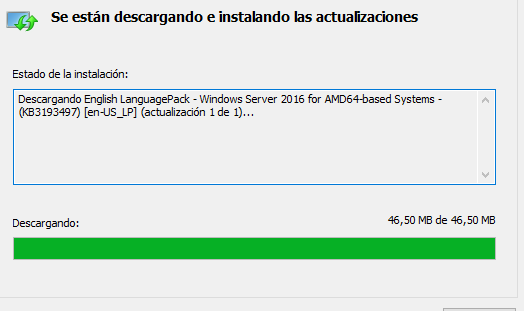 Se están descargando e instalando las actualizaciones
Estado de la instalación:
Descargando English LanguagePack - Windows Server 2016 for AMD64-based Systems -
(KB3193497) [en-US_LP] (actualización 1 de 1)...
Descargando:
46,50 MB de 46,50 MB